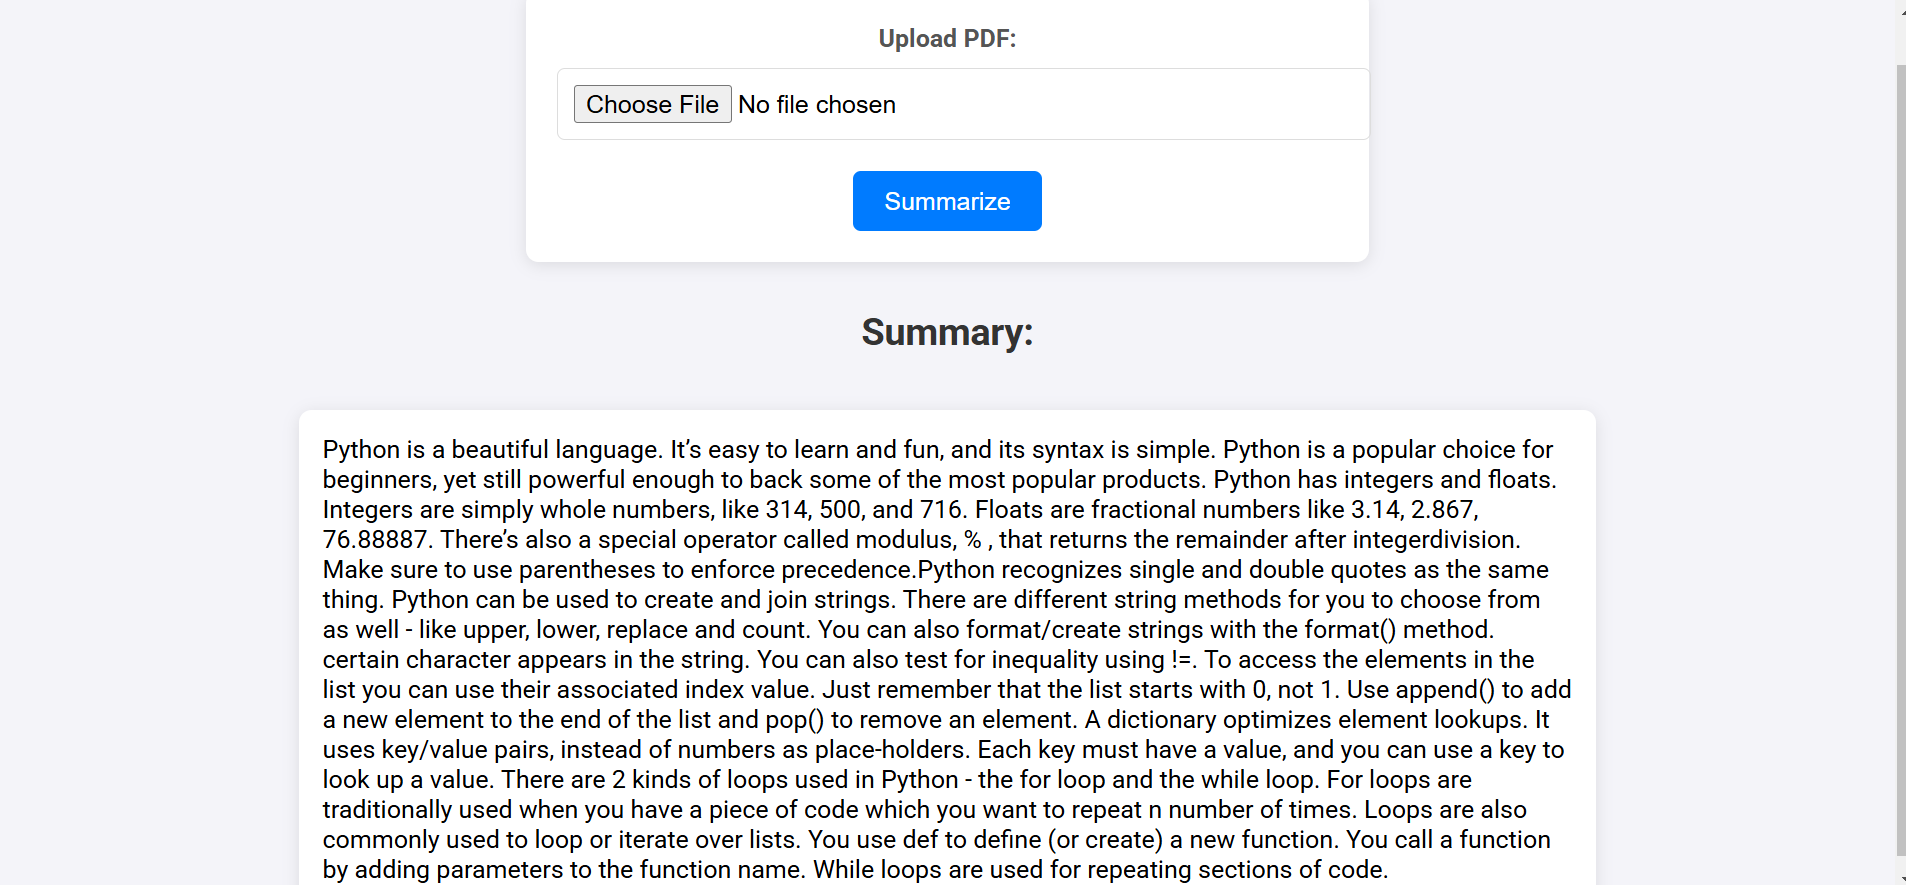 Upload PDF:
Choose File No file chosen
Summarize
Summary:
Python is a beautiful language. It’s easy to learn and fun, and its syntax is simple. Python is a popular choice for
beginners, yet still powerful enough to back some of the most popular products. Python has integers and floats.
Integers are simply whole numbers, like 314, 500, and 716. Floats are fractional numbers like 3.14, 2.867,
76.88887. There’s also a special operator called modulus, % , that returns the remainder after integerdivision.
Make sure to use parentheses to enforce precedence.Python recognizes single and double quotes as the same
thing. Python can be used to create and join strings. There are different string methods for you to choose from
as well - like upper, lower, replace and count. You can also format/create strings with the format() method.
certain character appears in the string. You can also test for inequality using !=. To access the elements in the
list you can use their associated index value. Just remember that the list starts with 0, not 1. Use append() to add
a new element to the end of the list and pop() to remove an element. A dictionary optimizes element lookups. It
uses key/value pairs, instead of numbers as place-holders. Each key must have a value, and you can use a key to
look up a value. There are 2 kinds of loops used in Python - the for loop and the while loop. For loops are
traditionally used when you have a piece of code which you want to repeat n number of times. Loops are also
commonly used to loop or iterate over lists. You use def to define (or create) a new function. You call a function
by adding parameters to the function name. While loops are used for repeating sections of code.